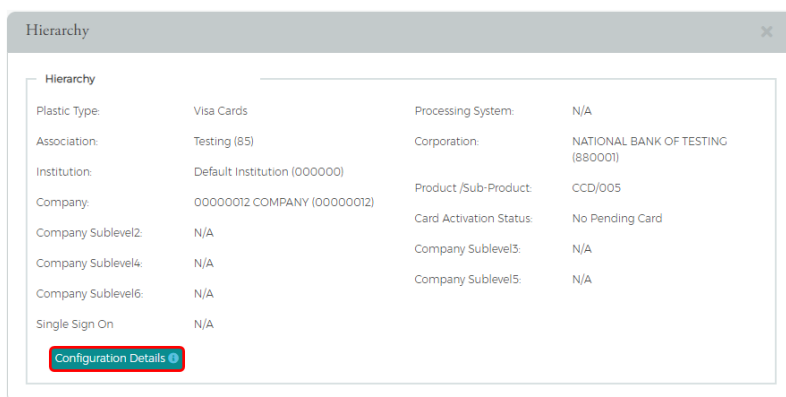 Hierarchy
Hierarchy
Plastic Type: Visa Cards
Processing System: N/A
Association: Testing (85)
Corporation: NATIONAL BANK OF TESTING
(880001)
Institution: Default Institution (000000)
Product /Sub-Product: CCD/005
Company: 00000012 COMPANY (00000012)
Card Activation Status: No Pending Card
Company Sublevel2: N/A
Company Sublevel3: N/A
Company Sublevel4: N/A
Company Sublevel5: N/A
Company Sublevel6: N/A
Single Sign On N/A
Configuration Details